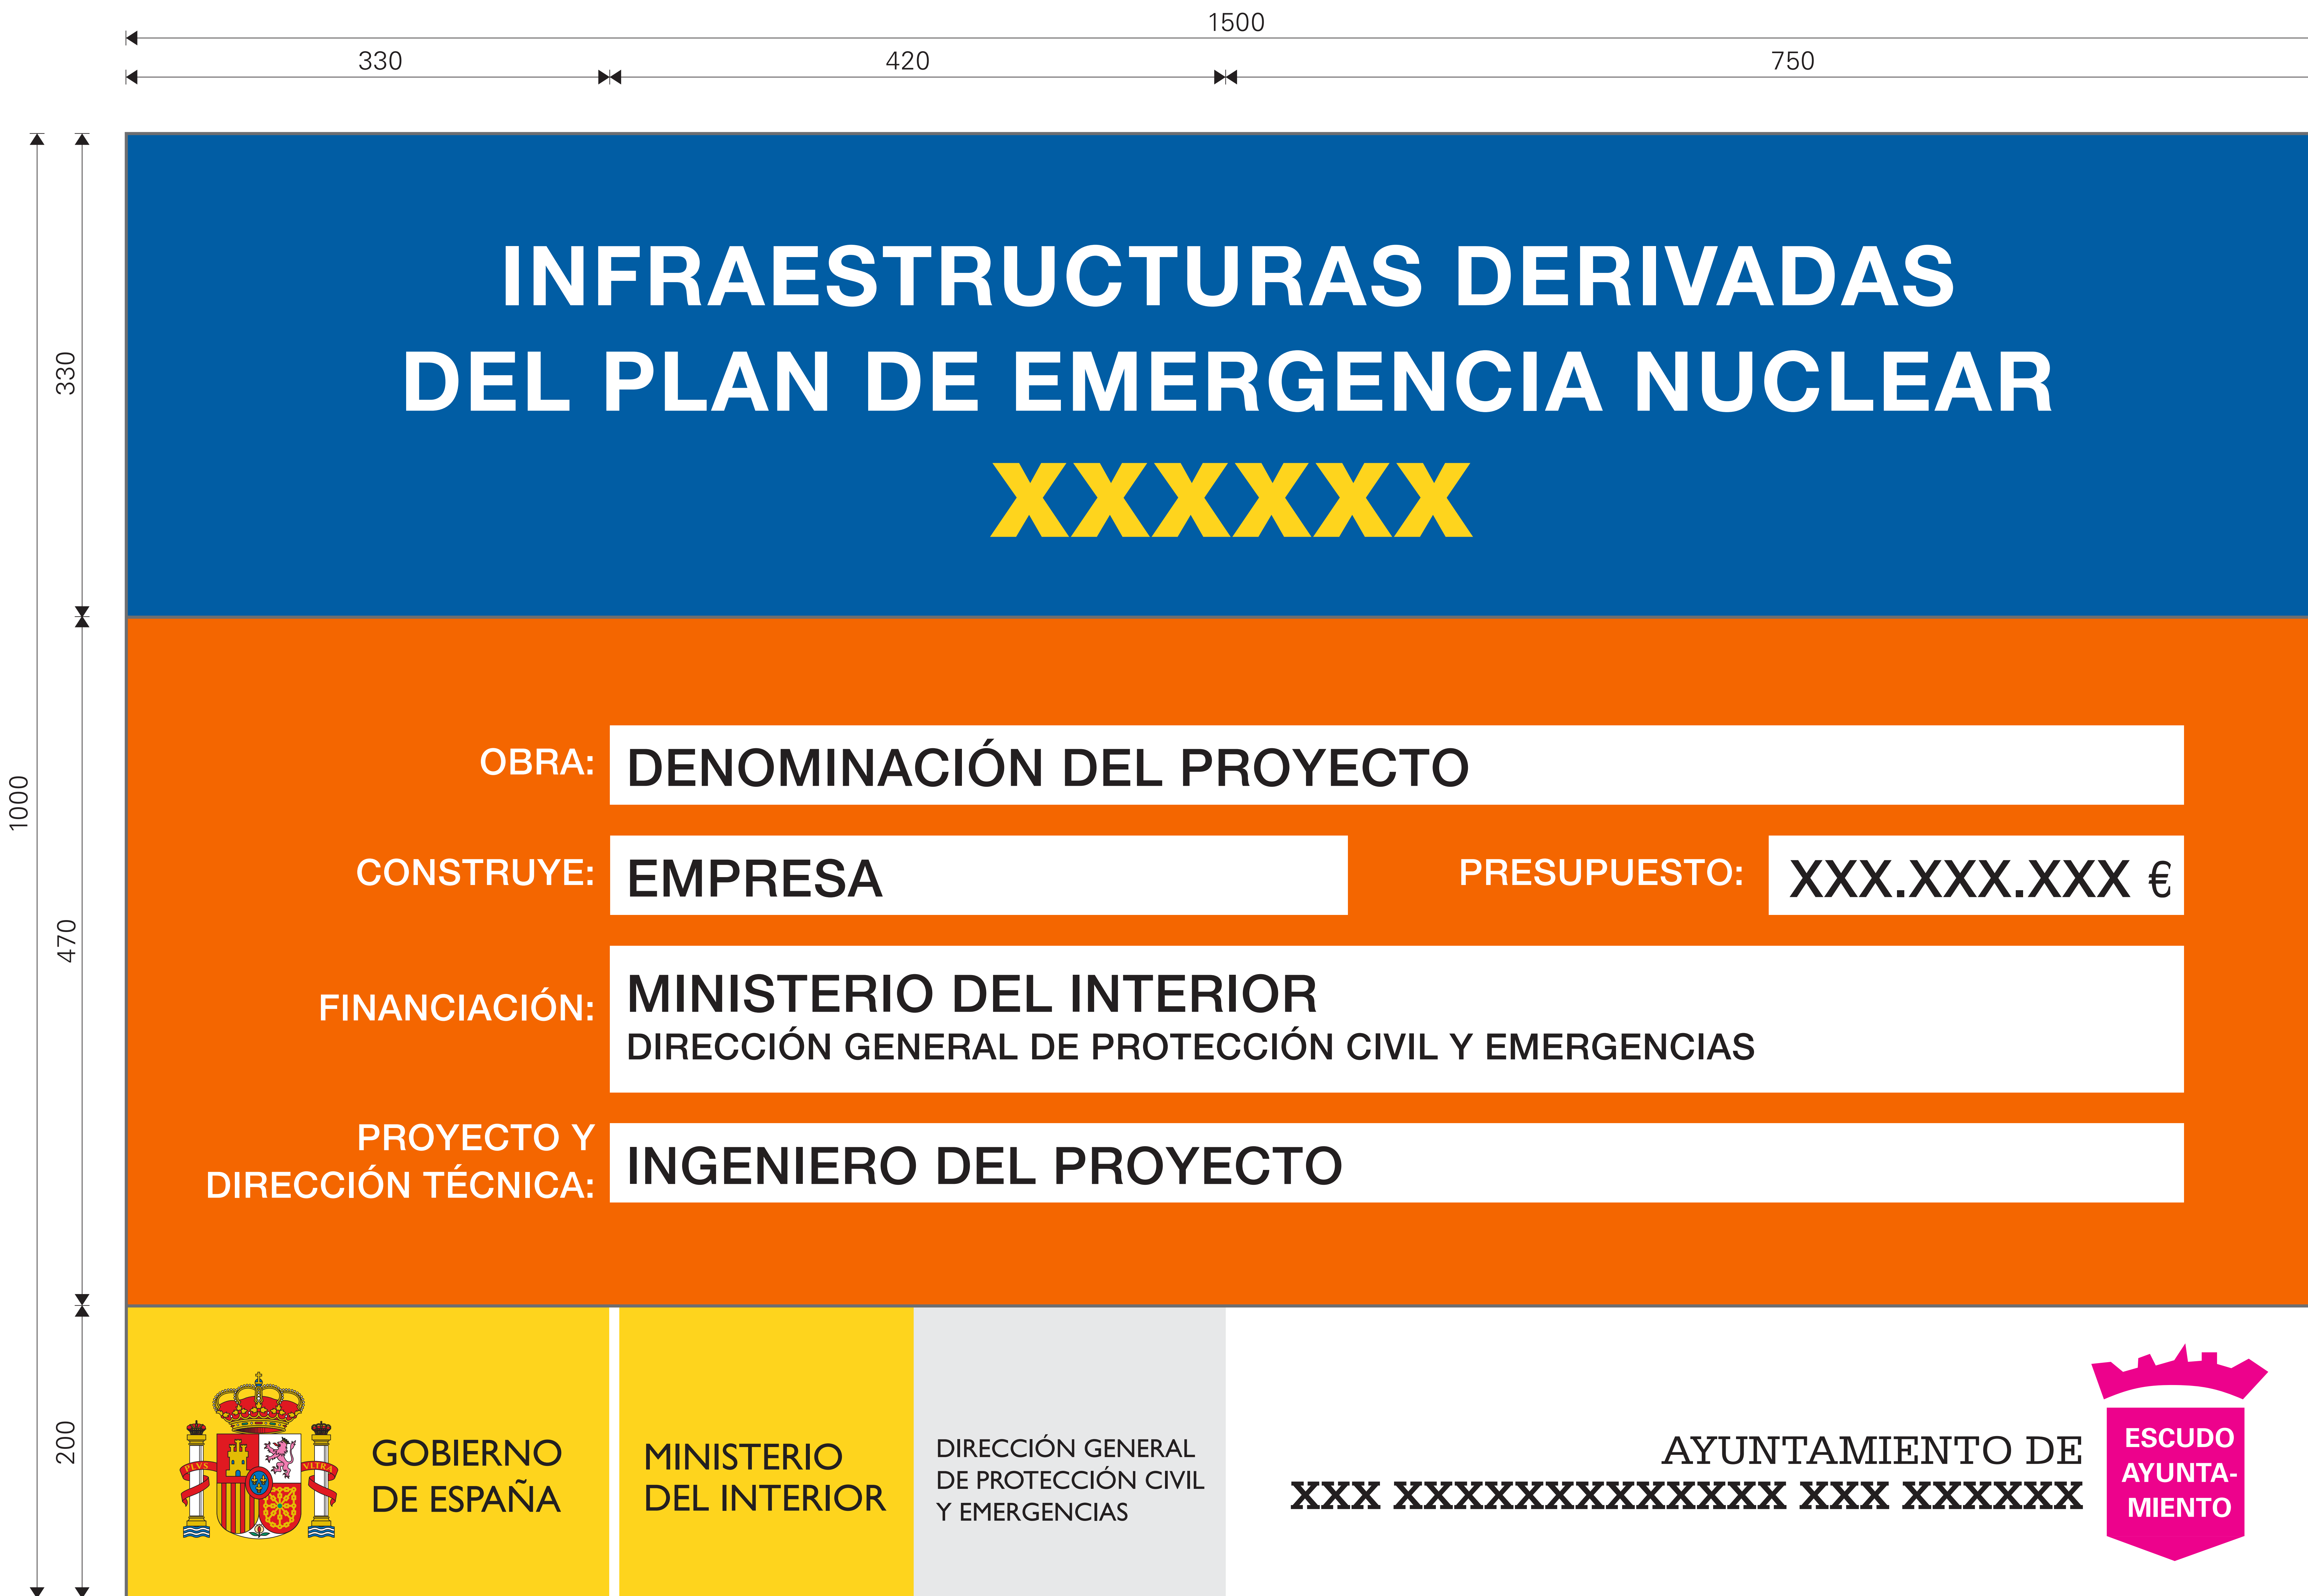 1500
330 420 750
INFRAESTRUCTURAS DERIVADAS
DEL PLAN DE EMERGENCIA NUCLEAR
XXXXXX
330
OBRA: DENOMINACIÓN DEL PROYECTO
CONSTRUYE: EMPRESA PRESUPUESTO: XXX.XXX.XXX €
1000
470
FINANCIACIÓN: MINISTERIO DEL INTERIOR
DIRECCIÓN GENERAL DE PROTECCIÓN CIVIL Y EMERGENCIAS
PROYECTO Y
DIRECCIÓN TÉCNICA: INGENIERO DEL PROYECTO
200
PLVS VLTRA
GOBIERNO
DE ESPAÑA
MINISTERIO
DEL INTERIOR
DIRECCIÓN GENERAL
DE PROTECCIÓN CIVIL
Y EMERGENCIAS
AYUNTAMIENTO DE
XXX XXXXXXXXXXXXX XXX XXXXXX
ESCUDO
AYUNTA-
MIENTO